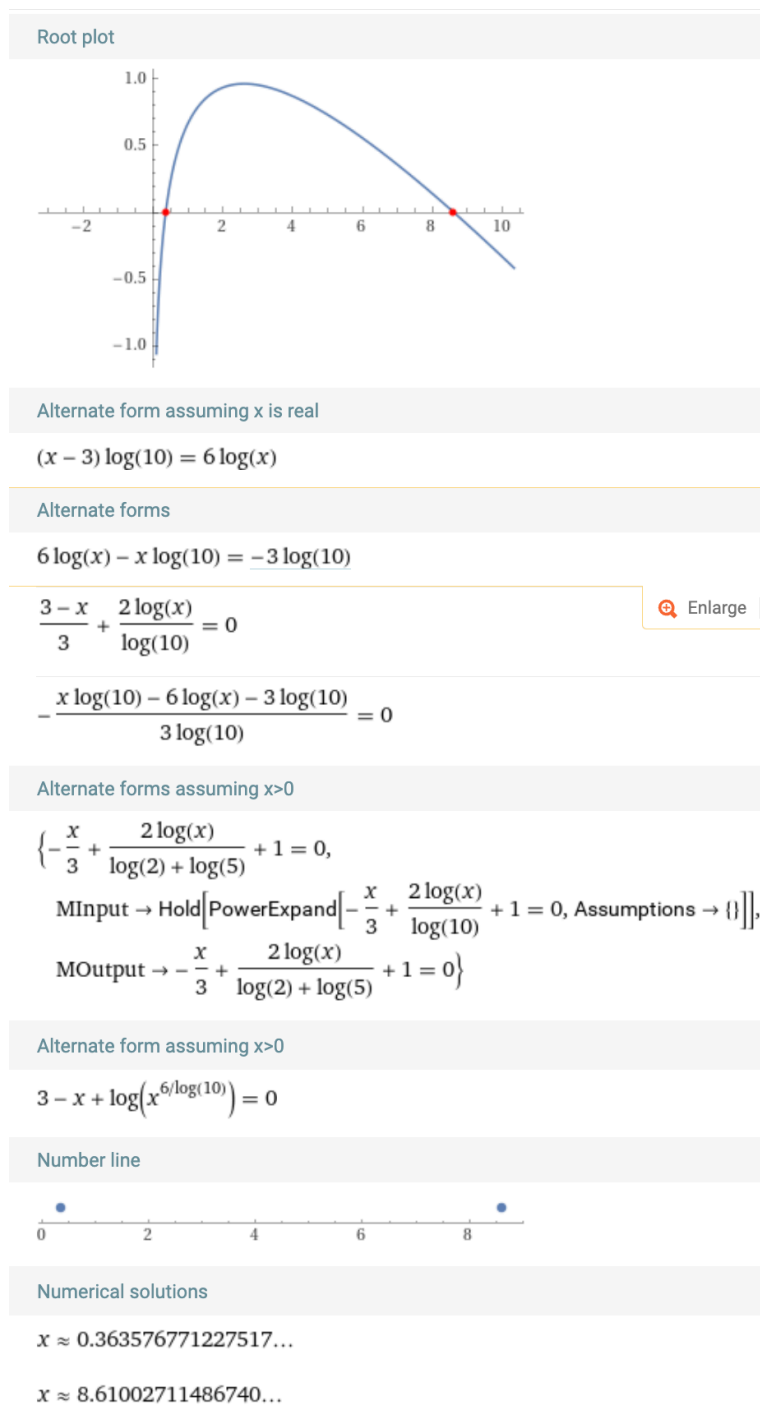 Root plot
1.0
0.5
−2 2 4 6 8 10
−0.5
−1.0
Alternate form assuming x is real
(x − 3) log(10) = 6 log(x)
Alternate forms
6 log(x) − x log(10) = −3 log(10)
(3 − x)/3 + (2 log(x))/(log(10)) = 0
Enlarge
−(x log(10) − 6 log(x) − 3 log(10))/(3 log(10)) = 0
Alternate forms assuming x>0
{−x/3 + (2 log(x))/(log(2) + log(5)) + 1 = 0,
MInput → Hold[PowerExpand[−x/3 + (2 log(x))/(log(10)) + 1 = 0, Assumptions → {}]],
MOutput → −x/3 + (2 log(x))/(log(2) + log(5)) + 1 = 0}
Alternate form assuming x>0
3 − x + log(x^(6/log(10))) = 0
Number line
0 2 4 6 8
Numerical solutions
x ≈ 0.363576771227517...
x ≈ 8.61002711486740...